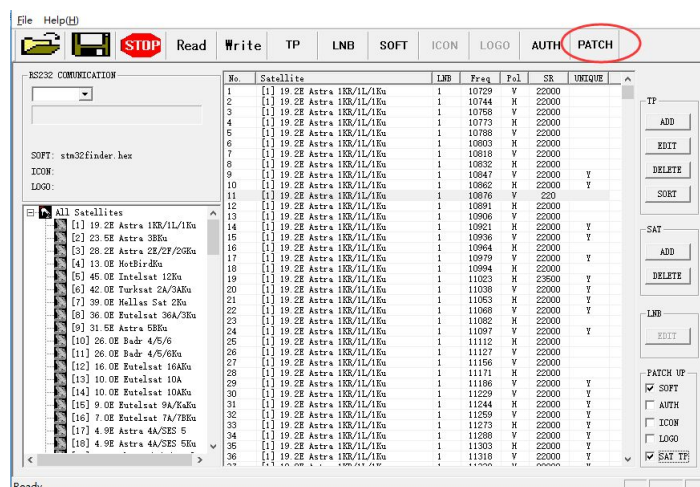 File Help(H)
STOP Read Write TP LNB SOFT ICON LOGO AUTH PATCH
RS232 COMUNICATION
SOFT: stm32finder.hex
ICON:
LOGO:
All Satellites
[1] 19.2E Astra 1KR/1L/1Ku
[2] 23.5E Astra 3BKu
[3] 28.2E Astra 2E/2F/2GKu
[4] 13.0E HotBirdKu
[5] 45.0E Intelsat 12Ku
[6] 42.0E Turksat 2A/3AKu
[7] 39.0E Hellas Sat 2Ku
[8] 36.0E Eutelsat 36A/3Ku
[9] 31.5E Astra 5BKu
[10] 26.0E Badr 4/5/6
[11] 26.0E Badr 4/5/6Ku
[12] 16.0E Eutelsat 16AKu
[13] 10.0E Eutelsat 10A
[14] 10.0E Eutelsat 10AKu
[15] 9.0E Eutelsat 9A/KaKu
[16] 7.0E Eutelsat 7A/7BKu
[17] 4.9E Astra 4A/SES 5
[18] 4.9E Astra 4A/SES 5Ku
No. Satellite LNB Freq Pol SR UNIQUE
1 [1] 19.2E Astra 1KR/1L/1Ku 1 10729 V 22000
2 [1] 19.2E Astra 1KR/1L/1Ku 1 10744 H 22000
3 [1] 19.2E Astra 1KR/1L/1Ku 1 10758 V 22000
4 [1] 19.2E Astra 1KR/1L/1Ku 1 10773 H 22000
5 [1] 19.2E Astra 1KR/1L/1Ku 1 10788 V 22000
6 [1] 19.2E Astra 1KR/1L/1Ku 1 10803 H 22000
7 [1] 19.2E Astra 1KR/1L/1Ku 1 10818 V 22000
8 [1] 19.2E Astra 1KR/1L/1Ku 1 10832 H 22000
9 [1] 19.2E Astra 1KR/1L/1Ku 1 10847 V 22000 Y
10 [1] 19.2E Astra 1KR/1L/1Ku 1 10862 H 22000 Y
11 [1] 19.2E Astra 1KR/1L/1Ku 1 10876 V 220
12 [1] 19.2E Astra 1KR/1L/1Ku 1 10891 H 22000
13 [1] 19.2E Astra 1KR/1L/1Ku 1 10906 V 22000
14 [1] 19.2E Astra 1KR/1L/1Ku 1 10921 H 22000 Y
15 [1] 19.2E Astra 1KR/1L/1Ku 1 10936 V 22000 Y
16 [1] 19.2E Astra 1KR/1L/1Ku 1 10964 H 22000
17 [1] 19.2E Astra 1KR/1L/1Ku 1 10979 V 22000 Y
18 [1] 19.2E Astra 1KR/1L/1Ku 1 10994 H 22000
19 [1] 19.2E Astra 1KR/1L/1Ku 1 11023 H 23500 Y
20 [1] 19.2E Astra 1KR/1L/1Ku 1 11038 V 22000 Y
21 [1] 19.2E Astra 1KR/1L/1Ku 1 11053 H 22000
22 [1] 19.2E Astra 1KR/1L/1Ku 1 11068 V 22000 Y
23 [1] 19.2E Astra 1KR/1L/1Ku 1 11082 H 22000
24 [1] 19.2E Astra 1KR/1L/1Ku 1 11097 V 22000 Y
25 [1] 19.2E Astra 1KR/1L/1Ku 1 11112 H 22000
26 [1] 19.2E Astra 1KR/1L/1Ku 1 11127 V 22000
27 [1] 19.2E Astra 1KR/1L/1Ku 1 11156 V 22000
28 [1] 19.2E Astra 1KR/1L/1Ku 1 11171 H 22000
29 [1] 19.2E Astra 1KR/1L/1Ku 1 11186 V 22000 Y
30 [1] 19.2E Astra 1KR/1L/1Ku 1 11229 V 22000 Y
31 [1] 19.2E Astra 1KR/1L/1Ku 1 11244 H 22000 Y
32 [1] 19.2E Astra 1KR/1L/1Ku 1 11259 V 22000 Y
33 [1] 19.2E Astra 1KR/1L/1Ku 1 11273 H 22000 Y
34 [1] 19.2E Astra 1KR/1L/1Ku 1 11288 V 22000 Y
35 [1] 19.2E Astra 1KR/1L/1Ku 1 11303 H 22000 Y
36 [1] 19.2E Astra 1KR/1L/1Ku 1 11318 V 22000 Y
TP
ADD
EDIT
DELETE
SORT
SAT
ADD
DELETE
LNB
EDIT
PATCH UP
SOFT
AUTH
ICON
LOGO
SAT TP